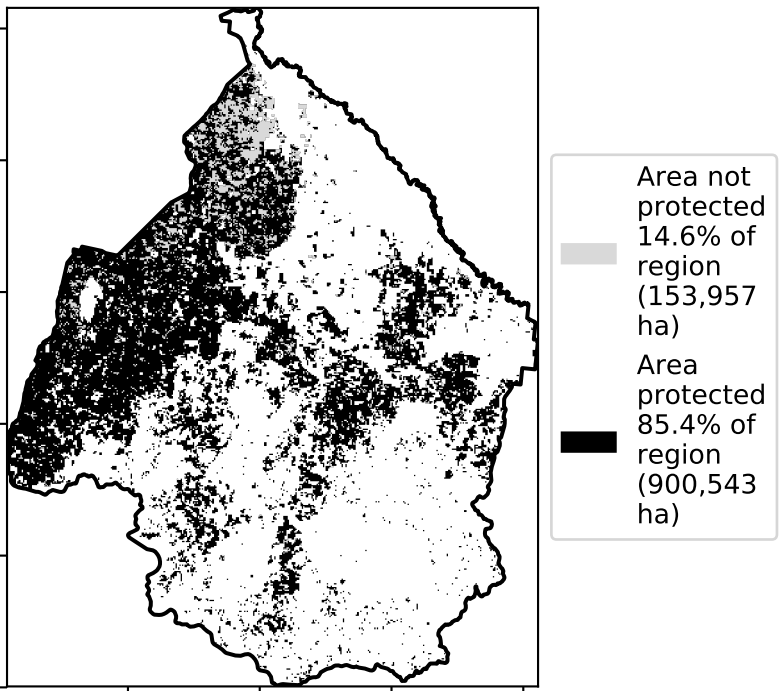 Area not
protected
14.6% of
region
(153,957
ha)
Area
protected
85.4% of
region
(900,543
ha)